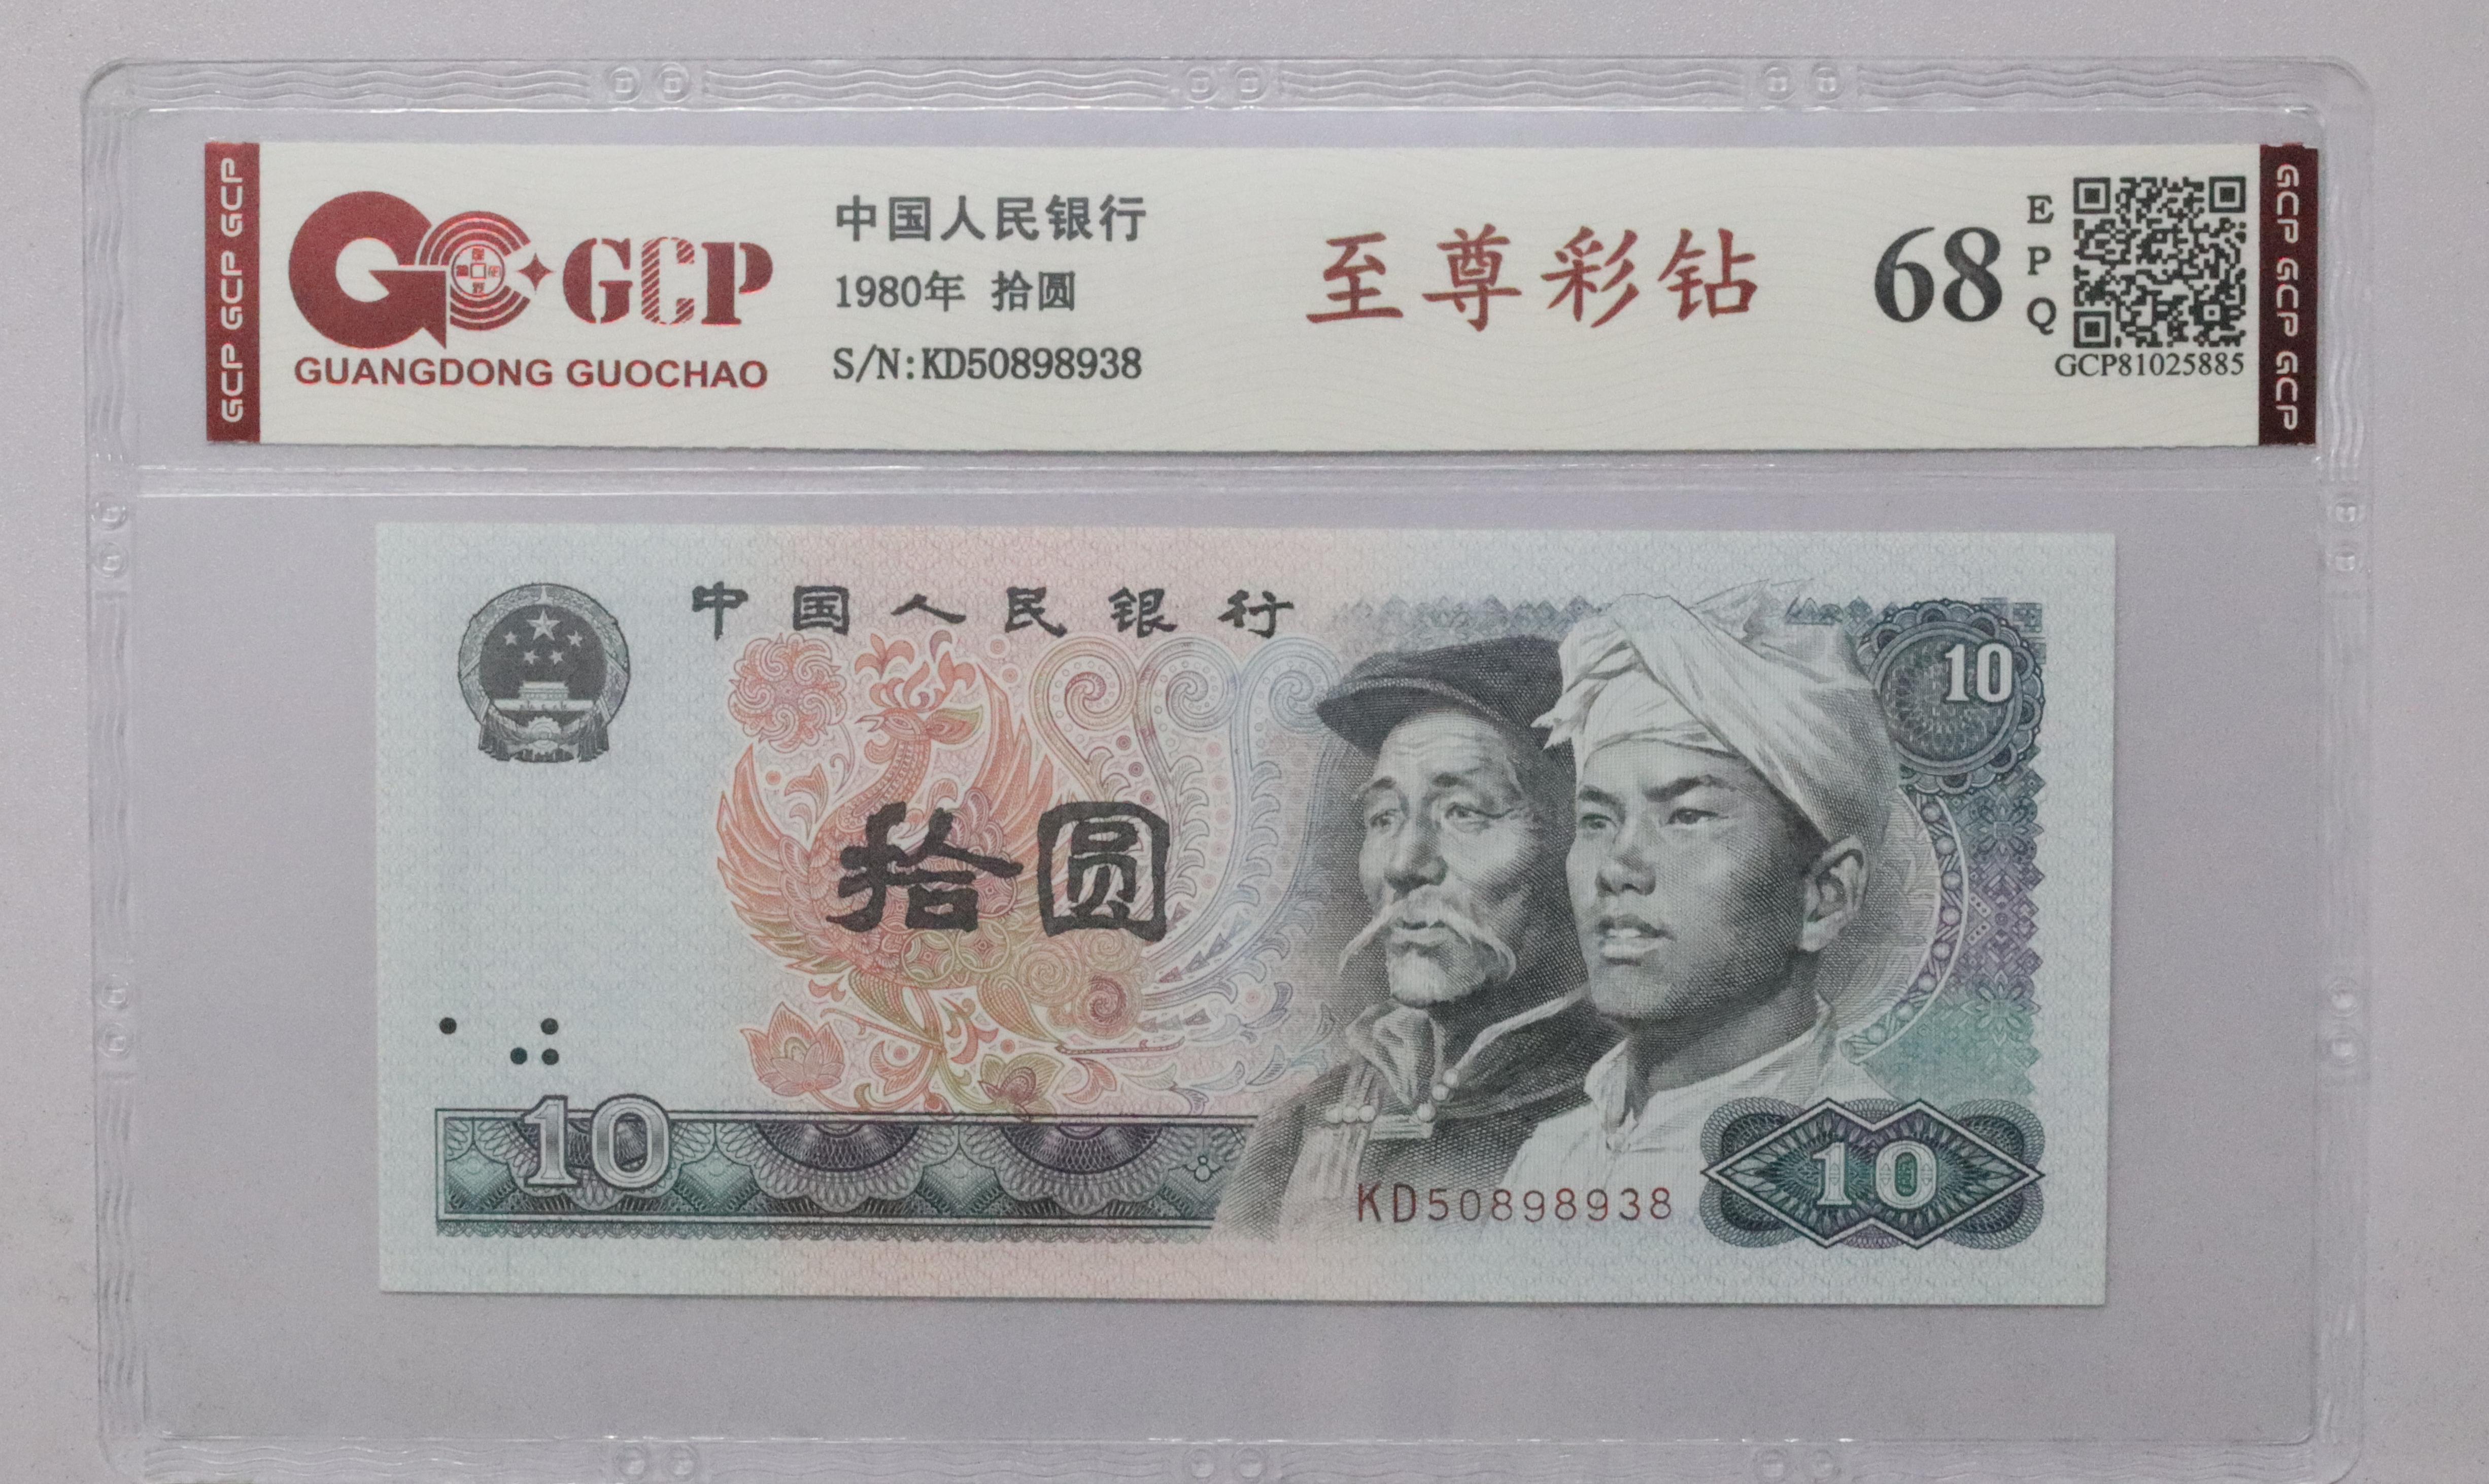 GCP GCP GCP
GCP
GUANGDONG GUOCHAO
中国人民银行
1980年 拾圆
S/N:KD50898938
至尊彩钻
68
EPQ
GCP81025885
GCP GCP GCP
中国人民银行
10
拾圆
10
KD50898938
10